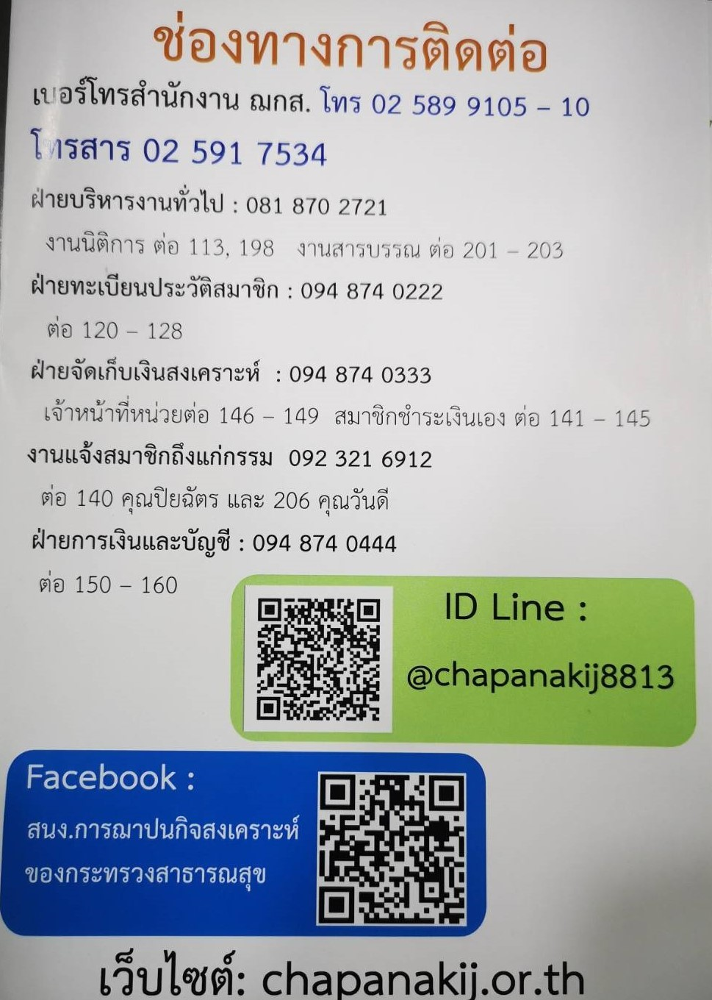 ช่องทางการติดต่อ
เบอร์โทรสำนักงาน ฌกส. โทร 02 589 9105 – 10
โทรสาร 02 591 7534
ฝ่ายบริหารงานทั่วไป : 081 870 2721
งานนิติการ ต่อ 113, 198 งานสารบรรณ ต่อ 201 – 203
ฝ่ายทะเบียนประวัติสมาชิก : 094 874 0222
ต่อ 120 – 128
ฝ่ายจัดเก็บเงินสงเคราะห์ : 094 874 0333
เจ้าหน้าที่หน่วยต่อ 146 – 149 สมาชิกชำระเงินเอง ต่อ 141 – 145
งานแจ้งสมาชิกถึงแก่กรรม 092 321 6912
ต่อ 140 คุณปิยฉัตร และ 206 คุณวันดี
ฝ่ายการเงินและบัญชี : 094 874 0444
ต่อ 150 – 160
ID Line :
@chapanakij8813
Facebook :
สนง.การฌาปนกิจสงเคราะห์
ของกระทรวงสาธารณสุข
เว็บไซต์: chapanakij.or.th